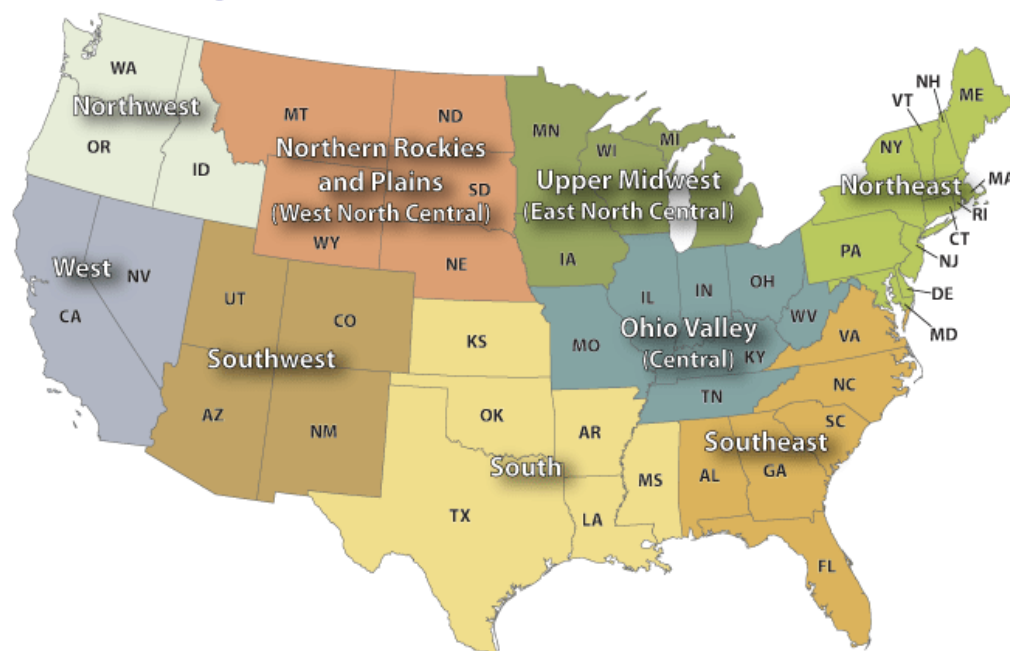 WA
Northwest
OR
ID
MT
ND
Northern Rockies
and Plains
(West North Central)
SD
WY
NE
MN
WI
MI
Upper Midwest
(East North Central)
IA
NH
VT
ME
NY
Northeast
MA
RI
CT
PA
NJ
DE
MD
West
NV
CA
UT
CO
Southwest
AZ
NM
KS
OK
AR
South
TX
LA
MS
IL
IN
OH
WV
Ohio Valley
(Central)
MO
KY
TN
VA
NC
SC
Southeast
AL
GA
FL